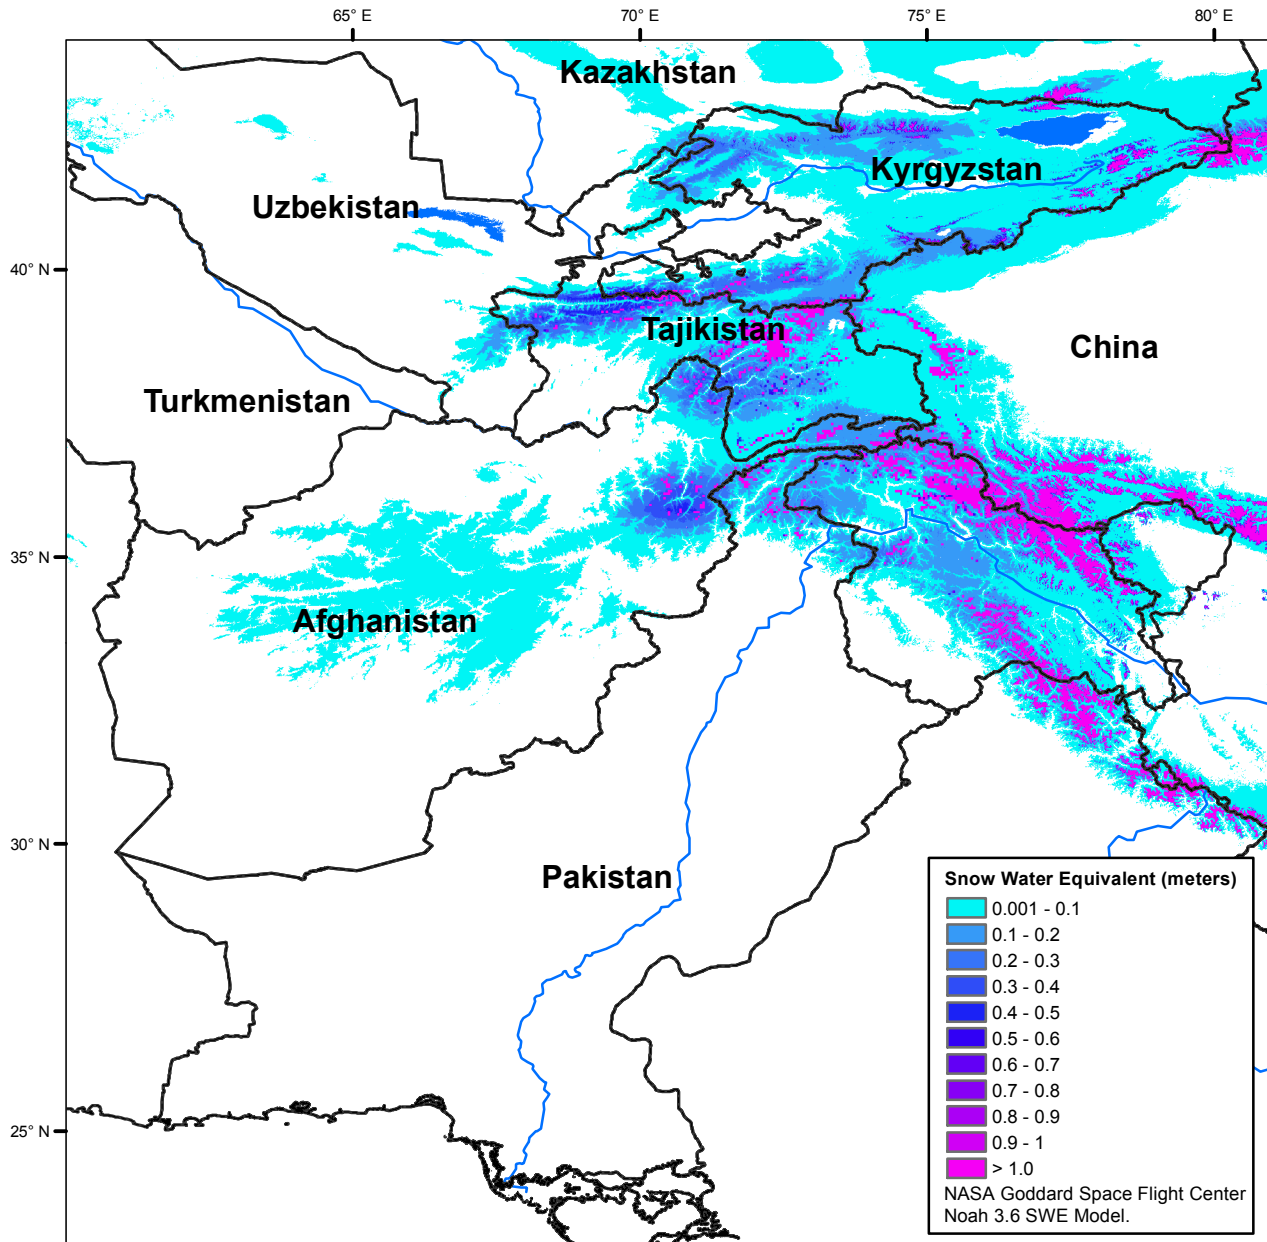 65° E
70° E
75° E
80° E
Kazakhstan
Kyrgyzstan
Uzbekistan
40° N
Tajikistan
China
Turkmenistan
35° N
Afghanistan
30° N
Pakistan
25° N
Snow Water Equivalent (meters)
0.001 - 0.1
0.1 - 0.2
0.2 - 0.3
0.3 - 0.4
0.4 - 0.5
0.5 - 0.6
0.6 - 0.7
0.7 - 0.8
0.8 - 0.9
0.9 - 1
> 1.0
NASA Goddard Space Flight Center
Noah 3.6 SWE Model.